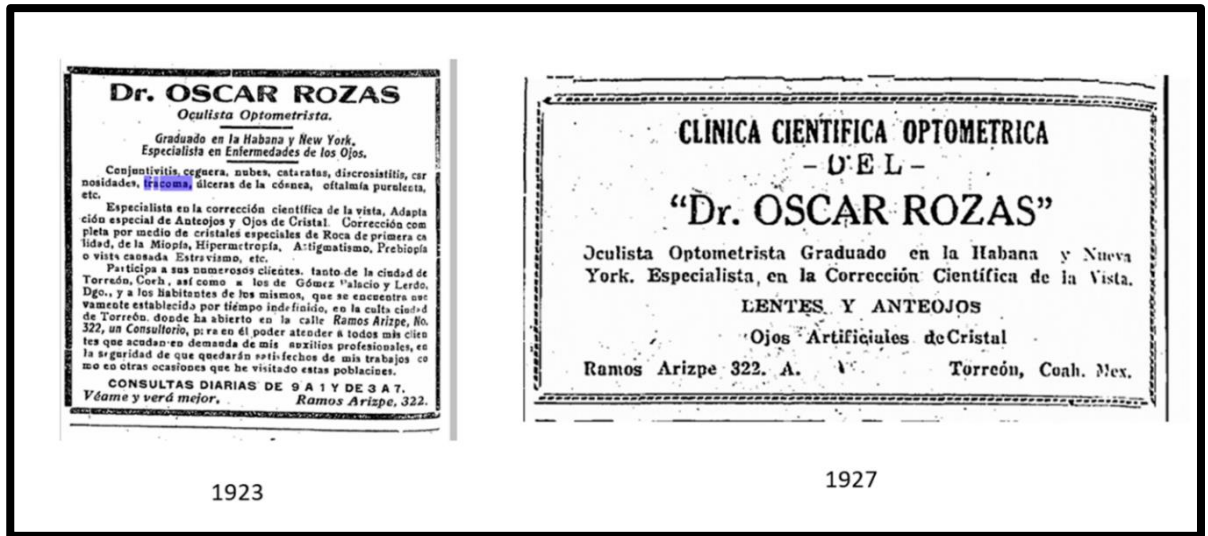 Dr. OSCAR ROZAS
Oculista Optometrista.
Graduado en la Habana y New York.
Especialista en Enfermedades de los Ojos.
Conjuntivitis, ceguera, nubes, cataratas, discrosistitis, car
nosidades, tracoma, úlceras de la córnea, oftalmía purulenta,
etc.
Especialista en la corrección científica de la vista, Adapta
ción especial de Anteojos y Ojos de Cristal. Corrección com
pleta por medio de cristales especiales de Roca de primera ca
lidad, de la Miopía, Hipermetropía, Astigmatismo, Prebiopía
o vista cansada Estravismo, etc.
Participa a sus numerosos clientes, tanto de la ciudad de
Torreón, Coah, así como a los de Gómez Palacio y Lerdo,
Dgo., y a los Habitantes de los mismos, que se encuentra nue
vamente establecido por tiempo indefinido, en la culta ciudad
de Torreón, donde ha abierto en la calle Ramos Arizpe, No.
322, un Consultorio, para en él poder atender a todos mis clien
tes que acudan en demanda de mis auxilios profesionales, en
la seguridad de que quedarán satisfechos de mis trabajos co
mo en otras ocasiones que he visitado estas poblaciones.
CONSULTAS DIARIAS DE 9 A 1 Y DE 3 A 7.
Véame y verá mejor. Ramos Arizpe, 322.
1923
CLINICA CIENTIFICA OPTOMETRICA
- DEL -
"Dr. OSCAR ROZAS"
Oculista Optometrista Graduado en la Habana y Nueva
York. Especialista, en la Corrección Científica de la Vista.
LENTES Y ANTEOJOS
Ojos Artificiales de Cristal
Ramos Arizpe 322. A. Torreón, Coah. Mex.
1927